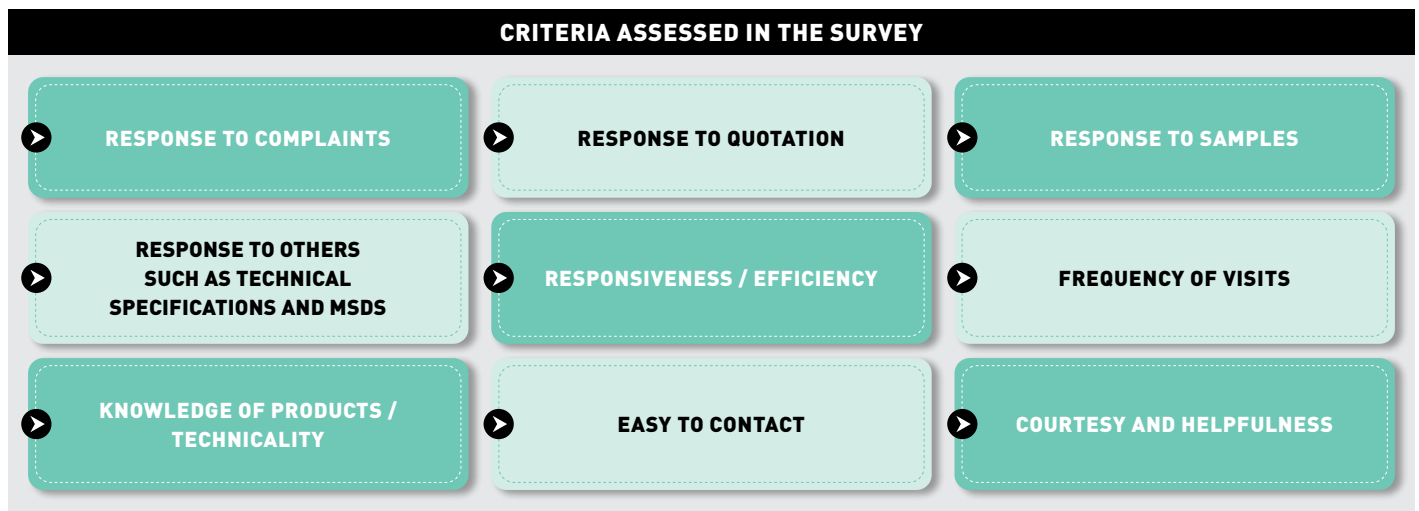 CRITERIA ASSESSED IN THE SURVEY
RESPONSE TO COMPLAINTS
RESPONSE TO QUOTATION
RESPONSE TO SAMPLES
RESPONSE TO OTHERS
SUCH AS TECHNICAL
SPECIFICATIONS AND MSDS
RESPONSIVENESS / EFFICIENCY
FREQUENCY OF VISITS
KNOWLEDGE OF PRODUCTS /
TECHNICALITY
EASY TO CONTACT
COURTESY AND HELPFULNESS